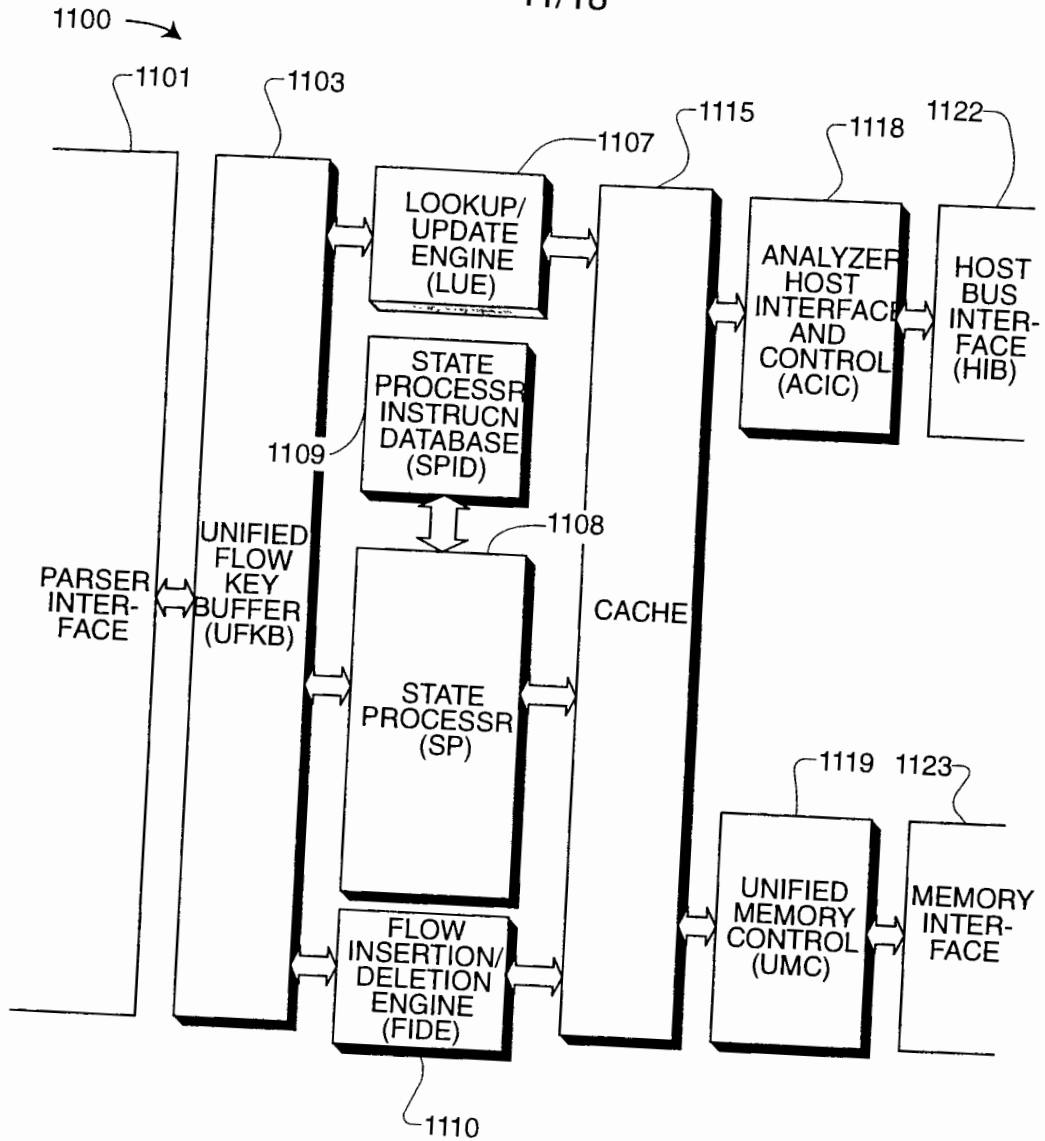 11/18
1100
1101
1103
1107
1115
1118
1122
LOOKUP/
UPDATE
ENGINE
(LUE)
ANALYZER
HOST
INTERFACE
AND
CONTROL
(ACIC)
HOST
BUS
INTER-
FACE
(HIB)
STATE
PROCESSR
INSTRUCN
DATABASE
(SPID)
1109
1108
PARSER
INTER-
FACE
UNIFIED
FLOW
KEY
BUFFER
(UFKB)
STATE
PROCESSR
(SP)
CACHE
1119
1123
FLOW
INSERTION/
DELETION
ENGINE
(FIDE)
UNIFIED
MEMORY
CONTROL
(UMC)
MEMORY
INTER-
FACE
1110